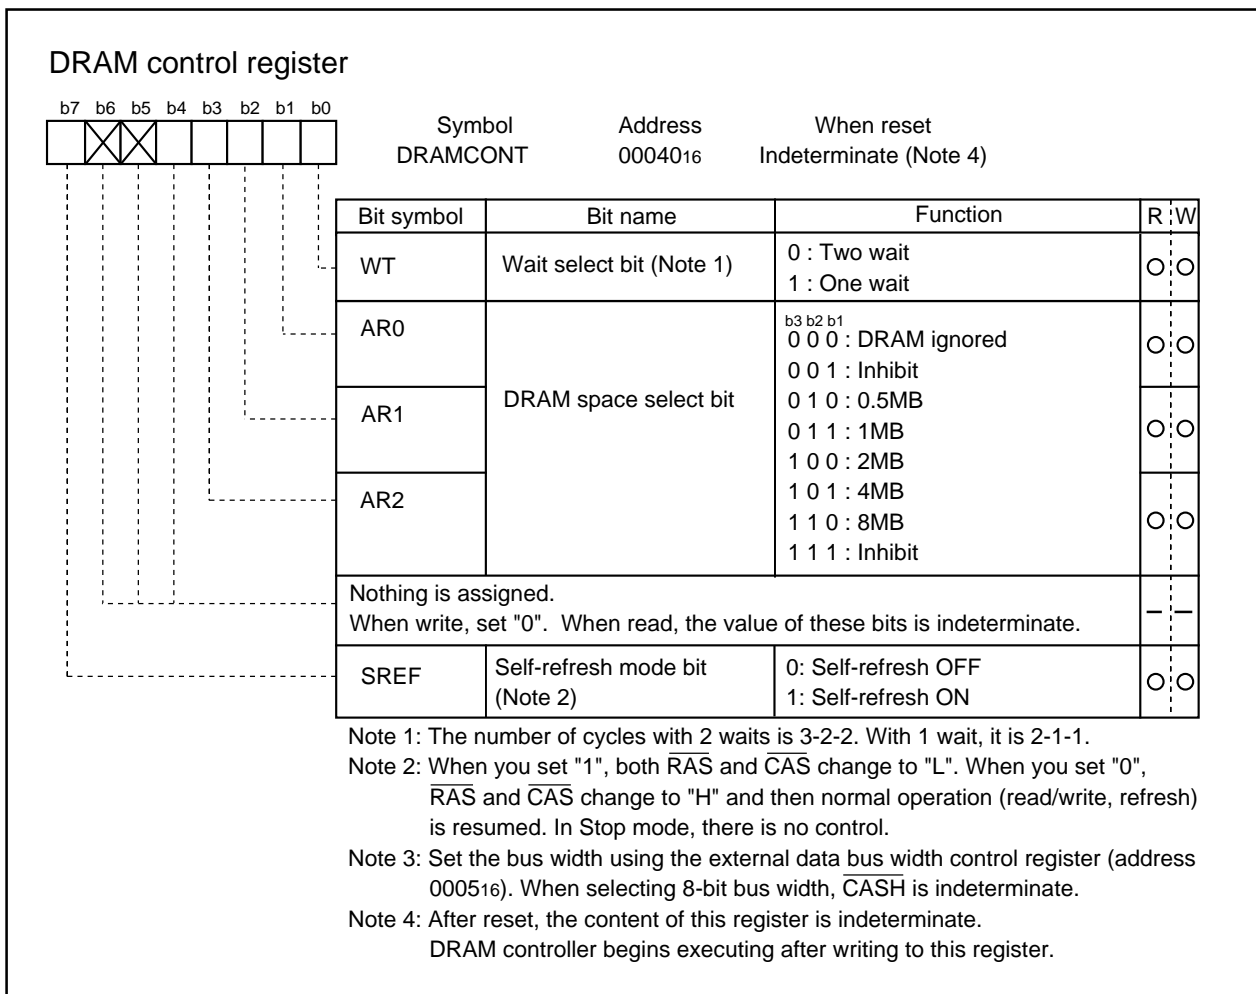 DRAM control register
b7 b6 b5 b4 b3 b2 b1 b0
Symbol Address When reset
DRAMCONT 000416 Indeterminate (Note 4)
Bit symbol Bit name Function R W
WT Wait select bit (Note 1) 0 : Two wait
1 : One wait
AR0
AR1
AR2
DRAM space select bit
b3 b2 b1
0 0 0 : DRAM ignored
0 0 1 : Inhibit
0 1 0 : 0.5MB
0 1 1 : 1MB
1 0 0 : 2MB
1 0 1 : 4MB
1 1 0 : 8MB
1 1 1 : Inhibit
Nothing is assigned.
When write, set "0". When read, the value of these bits is indeterminate.
SREF Self-refresh mode bit
(Note 2)
0: Self-refresh OFF
1: Self-refresh ON
Note 1: The number of cycles with 2 waits is 3-2-2. With 1 wait, it is 2-1-1.
Note 2: When you set "1", both RAS and CAS change to "L". When you set "0",
RAS and CAS change to "H" and then normal operation (read/write, refresh)
is resumed. In Stop mode, there is no control.
Note 3: Set the bus width using the external data bus width control register (address
000516). When selecting 8-bit bus width, CASH is indeterminate.
Note 4: After reset, the content of this register is indeterminate.
DRAM controller begins executing after writing to this register.